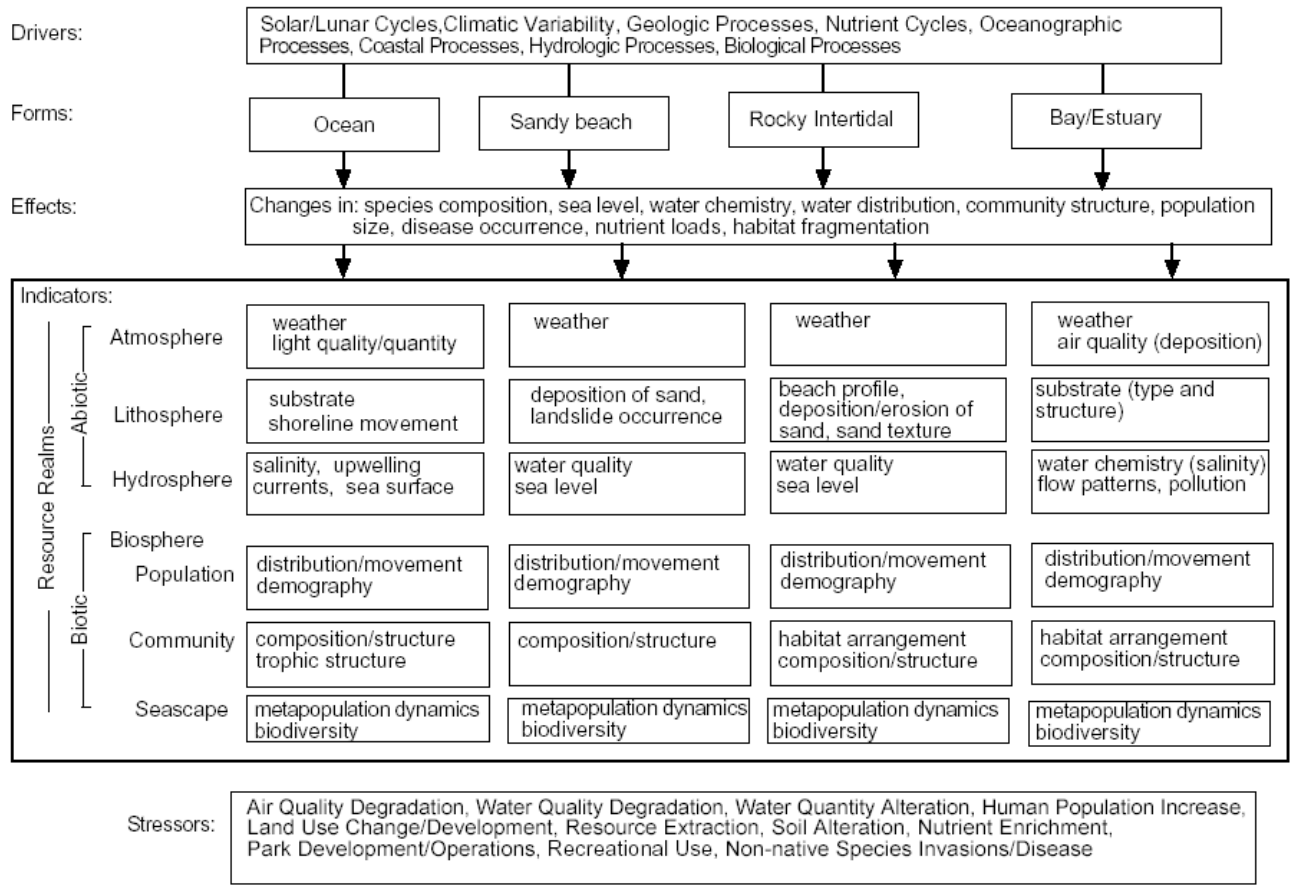 Drivers:
Solar/Lunar Cycles,Climatic Variability, Geologic Processes, Nutrient Cycles, Oceanographic
Processes, Coastal Processes, Hydrologic Processes, Biological Processes
Forms:
Ocean
Sandy beach
Rocky Intertidal
Bay/Estuary
Effects:
Changes in: species composition, sea level, water chemistry, water distribution, community structure, population
size, disease occurrence, nutrient loads, habitat fragmentation
Indicators:
Resource Realms
Abiotic
Atmosphere
weather
light quality/quantity
weather
weather
weather
air quality (deposition)
Lithosphere
substrate
shoreline movement
deposition of sand,
landslide occurrence
beach profile,
deposition/erosion of
sand, sand texture
substrate (type and
structure)
Hydrosphere
salinity, upwelling
currents, sea surface
water quality
sea level
water quality
sea level
water chemistry (salinity)
flow patterns, pollution
Biotic
Biosphere
Population
distribution/movement
demography
distribution/movement
demography
distribution/movement
demography
distribution/movement
demography
Community
composition/structure
trophic structure
composition/structure
habitat arrangement
composition/structure
habitat arrangement
composition/structure
Seascape
metapopulation dynamics
biodiversity
metapopulation dynamics
biodiversity
metapopulation dynamics
biodiversity
metapopulation dynamics
biodiversity
Stressors:
Air Quality Degradation, Water Quality Degradation, Water Quantity Alteration, Human Population Increase,
Land Use Change/Development, Resource Extraction, Soil Alteration, Nutrient Enrichment,
Park Development/Operations, Recreational Use, Non-native Species Invasions/Disease